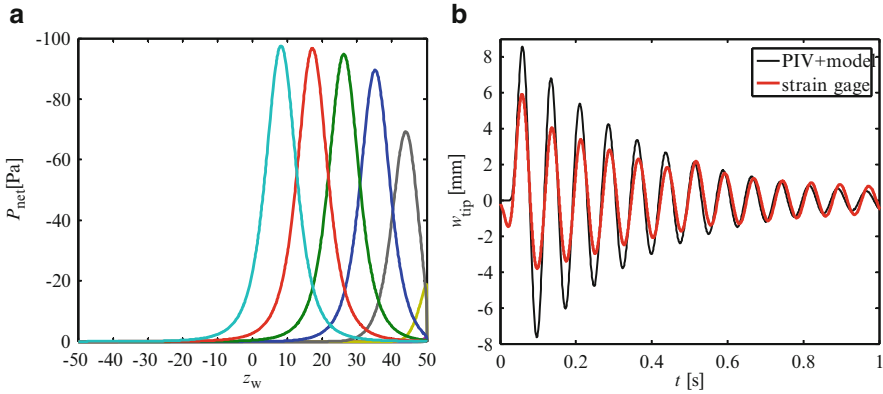 a
-100
-80
-60
-40
-20
0
P_net[Pa]
-50 -40 -30 -20 -10 0 10 20 30 40 50
z_w
b
8
6
4
2
0
-2
-4
-6
-8
w_tip [mm]
PIV+model
strain gage
0 0.2 0.4 0.6 0.8 1
t [s]